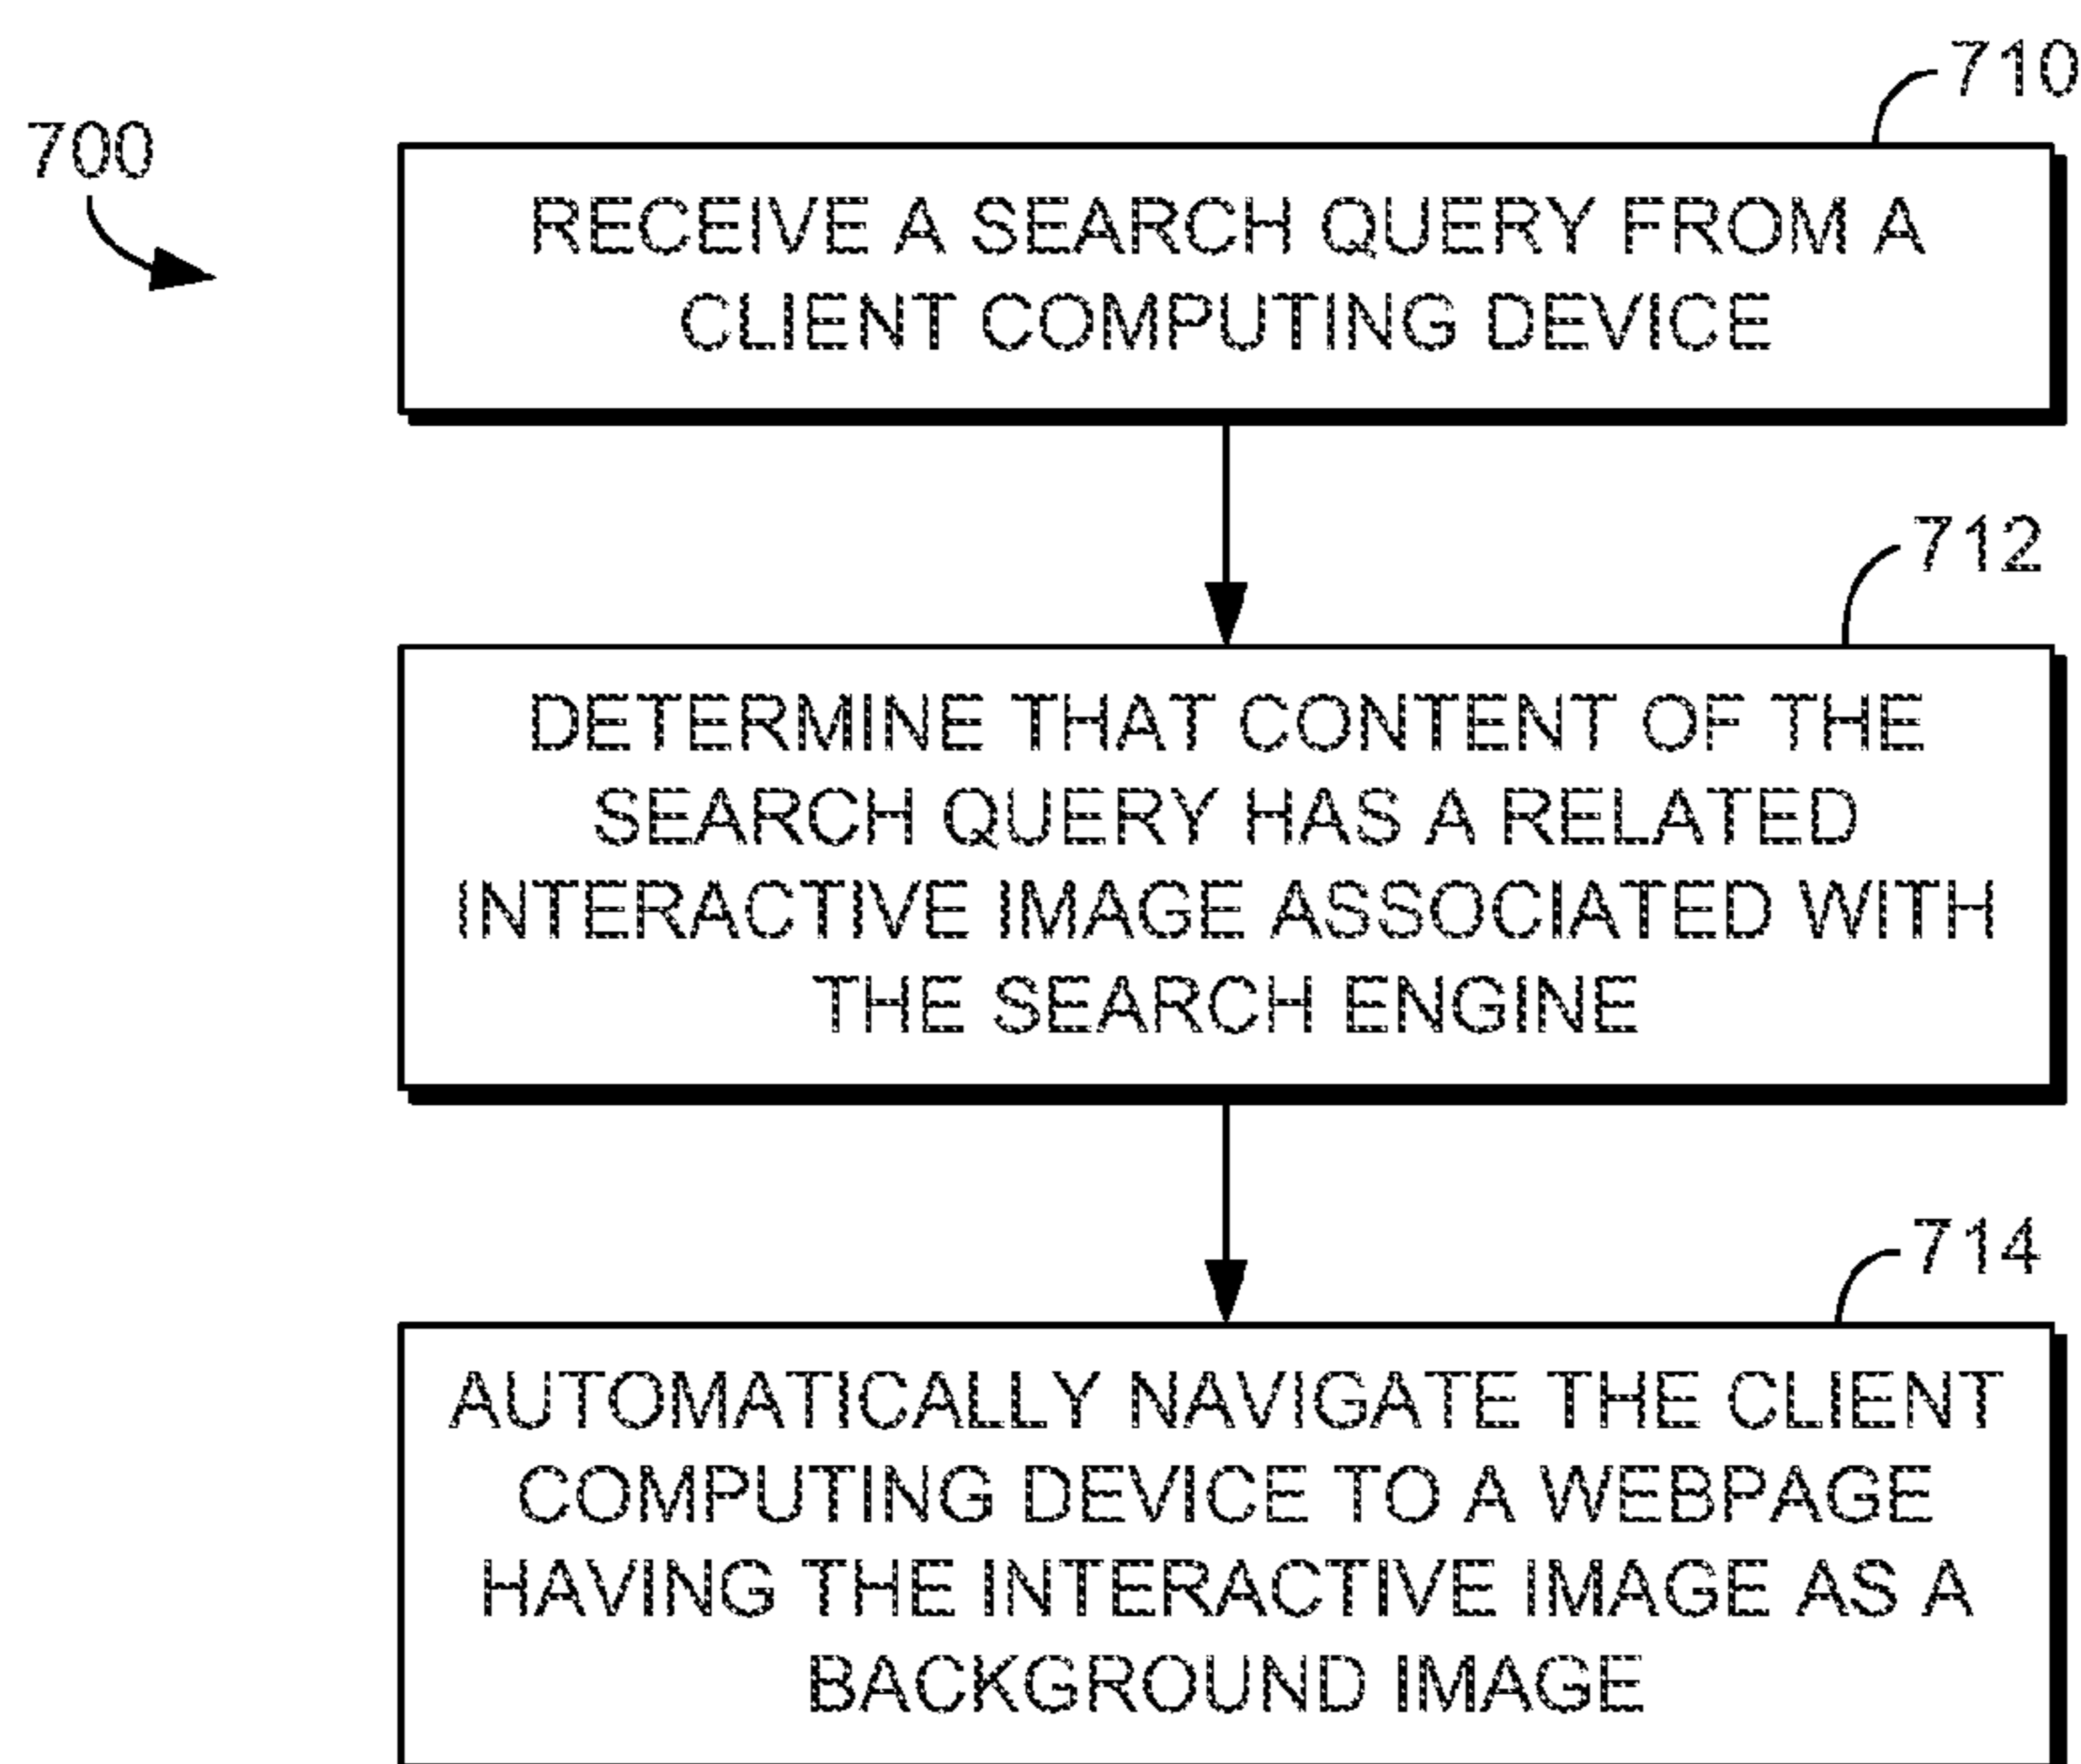 700
710
RECEIVE A SEARCH QUERY FROM A
CLIENT COMPUTING DEVICE
712
DETERMINE THAT CONTENT OF THE
SEARCH QUERY HAS A RELATED
INTERACTIVE IMAGE ASSOCIATED WITH
THE SEARCH ENGINE
714
AUTOMATICALLY NAVIGATE THE CLIENT
COMPUTING DEVICE TO A WEBPAGE
HAVING THE INTERACTIVE IMAGE AS A
BACKGROUND IMAGE